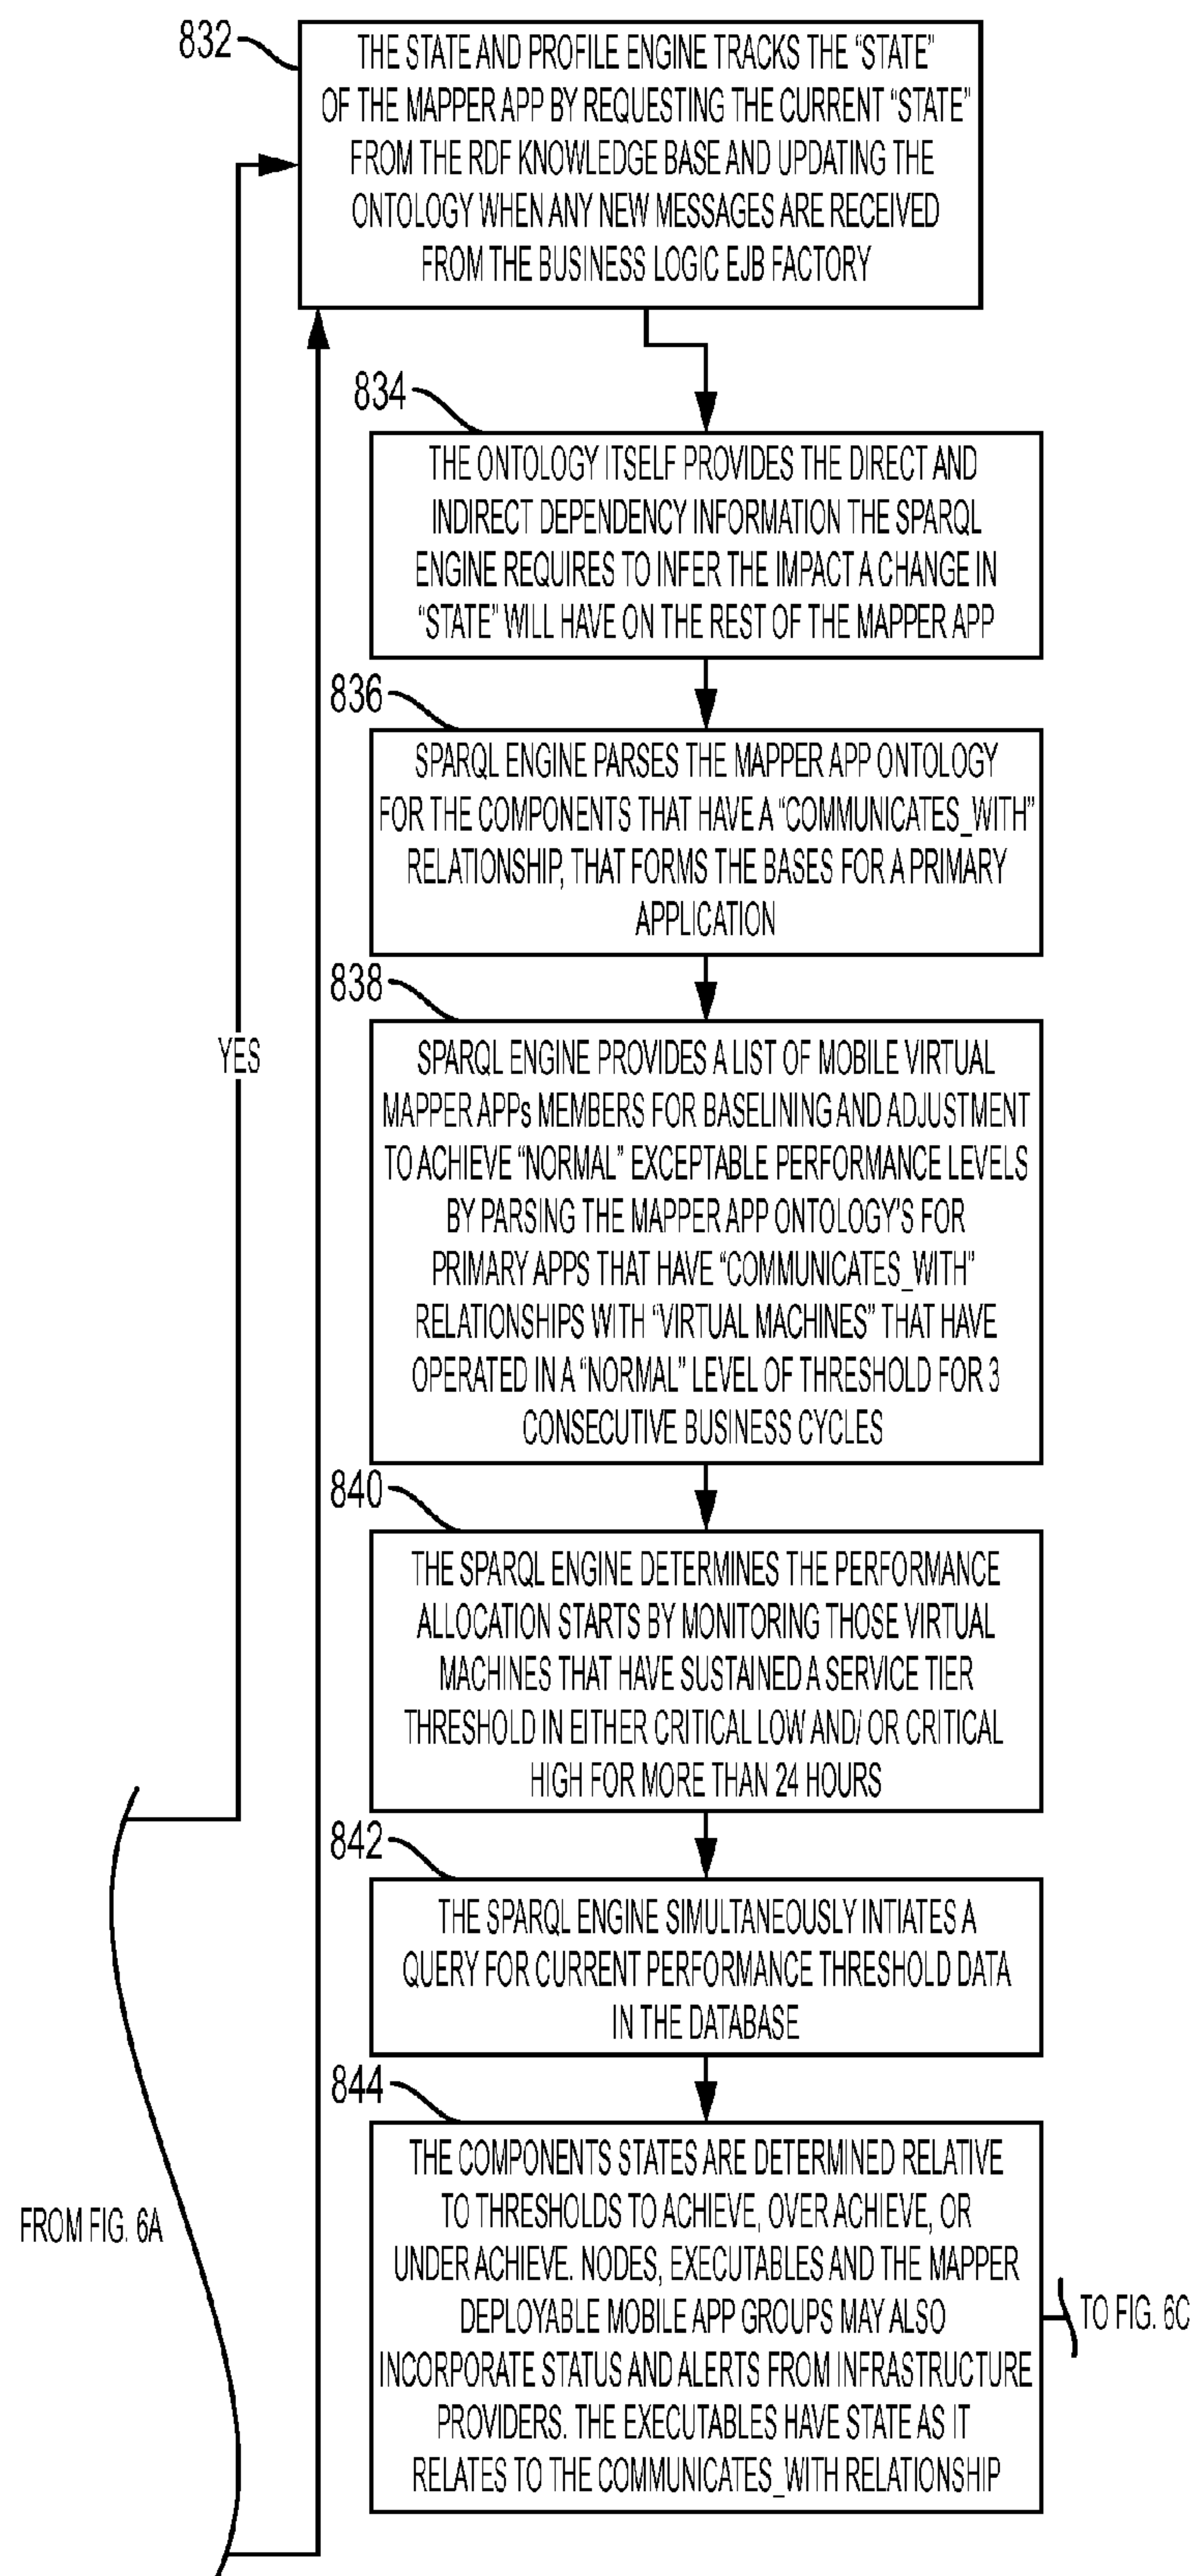 832
THE STATE AND PROFILE ENGINE TRACKS THE “STATE”
OF THE MAPPER APP BY REQUESTING THE CURRENT “STATE”
FROM THE RDF KNOWLEDGE BASE AND UPDATING THE
ONTOLOGY WHEN ANY NEW MESSAGES ARE RECEIVED
FROM THE BUSINESS LOGIC EJB FACTORY
834
THE ONTOLOGY ITSELF PROVIDES THE DIRECT AND
INDIRECT DEPENDENCY INFORMATION THE SPARQL
ENGINE REQUIRES TO INFER THE IMPACT A CHANGE IN
“STATE” WILL HAVE ON THE REST OF THE MAPPER APP
836
SPARQL ENGINE PARSES THE MAPPER APP ONTOLOGY
FOR THE COMPONENTS THAT HAVE A “COMMUNICATES_WITH”
RELATIONSHIP, THAT FORMS THE BASES FOR A PRIMARY
APPLICATION
838
YES
SPARQL ENGINE PROVIDES A LIST OF MOBILE VIRTUAL
MAPPER APPs MEMBERS FOR BASELINING AND ADJUSTMENT
TO ACHIEVE “NORMAL” EXCEPTABLE PERFORMANCE LEVELS
BY PARSING THE MAPPER APP ONTOLOGY'S FOR
PRIMARY APPS THAT HAVE “COMMUNICATES_WITH”
RELATIONSHIPS WITH “VIRTUAL MACHINES” THAT HAVE
OPERATED IN A “NORMAL” LEVEL OF THRESHOLD FOR 3
CONSECUTIVE BUSINESS CYCLES
840
THE SPARQL ENGINE DETERMINES THE PERFORMANCE
ALLOCATION STARTS BY MONITORING THOSE VIRTUAL
MACHINES THAT HAVE SUSTAINED A SERVICE TIER
THRESHOLD IN EITHER CRITICAL LOW AND/ OR CRITICAL
HIGH FOR MORE THAN 24 HOURS
842
THE SPARQL ENGINE SIMULTANEOUSLY INTIATES A
QUERY FOR CURRENT PERFORMANCE THRESHOLD DATA
IN THE DATABASE
844
THE COMPONENTS STATES ARE DETERMINED RELATIVE
TO THRESHOLDS TO ACHIEVE, OVER ACHIEVE, OR
UNDER ACHIEVE. NODES, EXECUTABLES AND THE MAPPER
DEPLOYABLE MOBILE APP GROUPS MAY ALSO
INCORPORATE STATUS AND ALERTS FROM INFRASTRUCTURE
PROVIDERS. THE EXECUTABLES HAVE STATE AS IT
RELATES TO THE COMMUNICATES_WITH RELATIONSHIP
FROM FIG. 6A
TO FIG. 6C